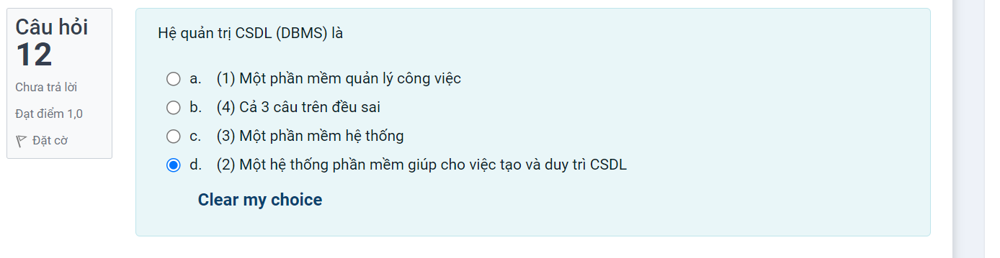 Câu hỏi
12
Chưa trả lời
Đạt điểm 1,0
Đặt cờ
Hệ quản trị CSDL (DBMS) là
a. (1) Một phần mềm quản lý công việc
b. (4) Cả 3 câu trên đều sai
c. (3) Một phần mềm hệ thống
d. (2) Một hệ thống phần mềm giúp cho việc tạo và duy trì CSDL
Clear my choice